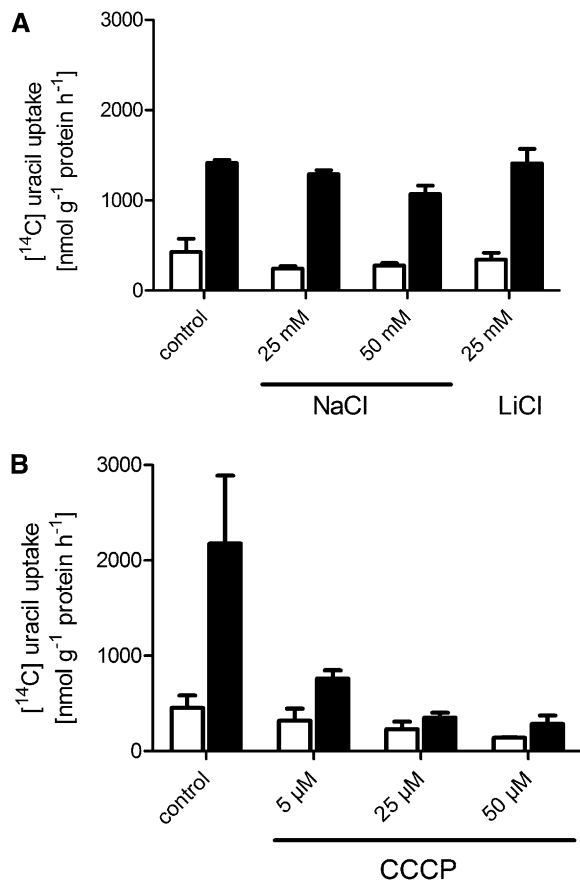 A
[¹⁴C] uracil uptake
[nmol g⁻¹ protein h⁻¹]
3000
2000
1000
0
control
25 mM
50 mM
25 mM
NaCl
LiCl
B
[¹⁴C] uracil uptake
[nmol g⁻¹ protein h⁻¹]
3000
2000
1000
0
control
5 µM
25 µM
50 µM
CCCP